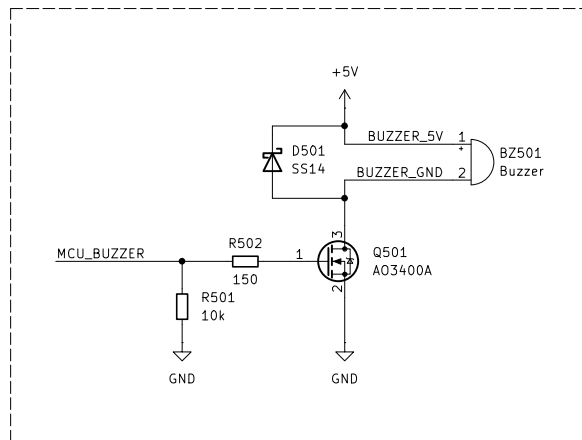 +5V
BUZZER_5V 1
+
BZ501
Buzzer
D501
SS14
BUZZER_GND 2
3
Q501
AO3400A
MCU_BUZZER
R502
150
1
2
R501
10k
GND
GND